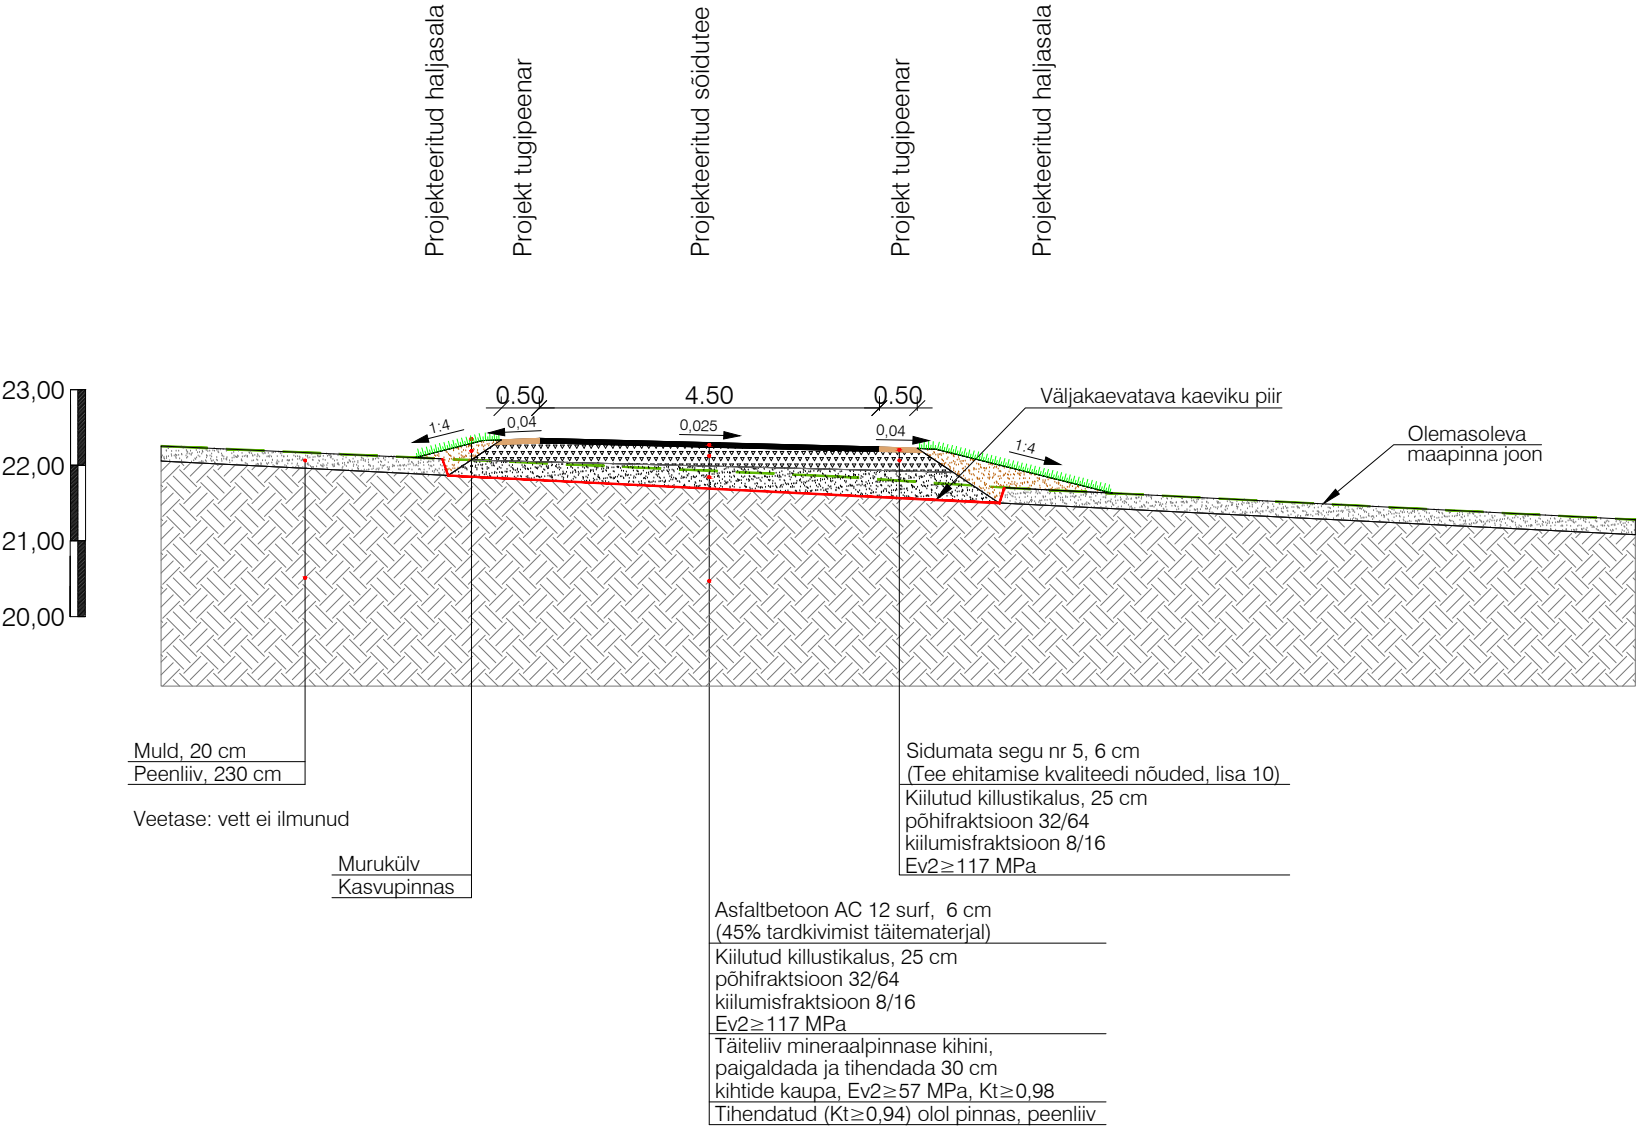 Projekteeritud haljasala
Projekt tugipeenar
Projekteeritud sõidutee
Projekt tugipeenar
Projekteeritud haljasala
23,00
22,00
21,00
20,00
0.50
4.50
0.50
1:4
0,04
0,025
0,04
1:4
Väljakaevatava kaeviku piir
Olemasoleva
maapinna joon
Muld, 20 cm
Peenliiv, 230 cm
Veetase: vett ei ilmunud
Murukülv
Kasvupinnas
Sidumata segu nr 5, 6 cm
(Tee ehitamise kvaliteedi nõuded, lisa 10)
Kiilutud killustikalus, 25 cm
põhifraktsioon 32/64
kiilumisfraktsioon 8/16
Ev2≥117 MPa
Asfaltbetoon AC 12 surf, 6 cm
(45% tardkivimist täitematerjal)
Kiilutud killustikalus, 25 cm
põhifraktsioon 32/64
kiilumisfraktsioon 8/16
Ev2≥117 MPa
Täiteliiv mineraalpinnase kihini,
paigaldada ja tihendada 30 cm
kihtide kaupa, Ev2≥57 MPa, Kt≥0,98
Tihendatud (Kt≥0,94) olol pinnas, peenliiv